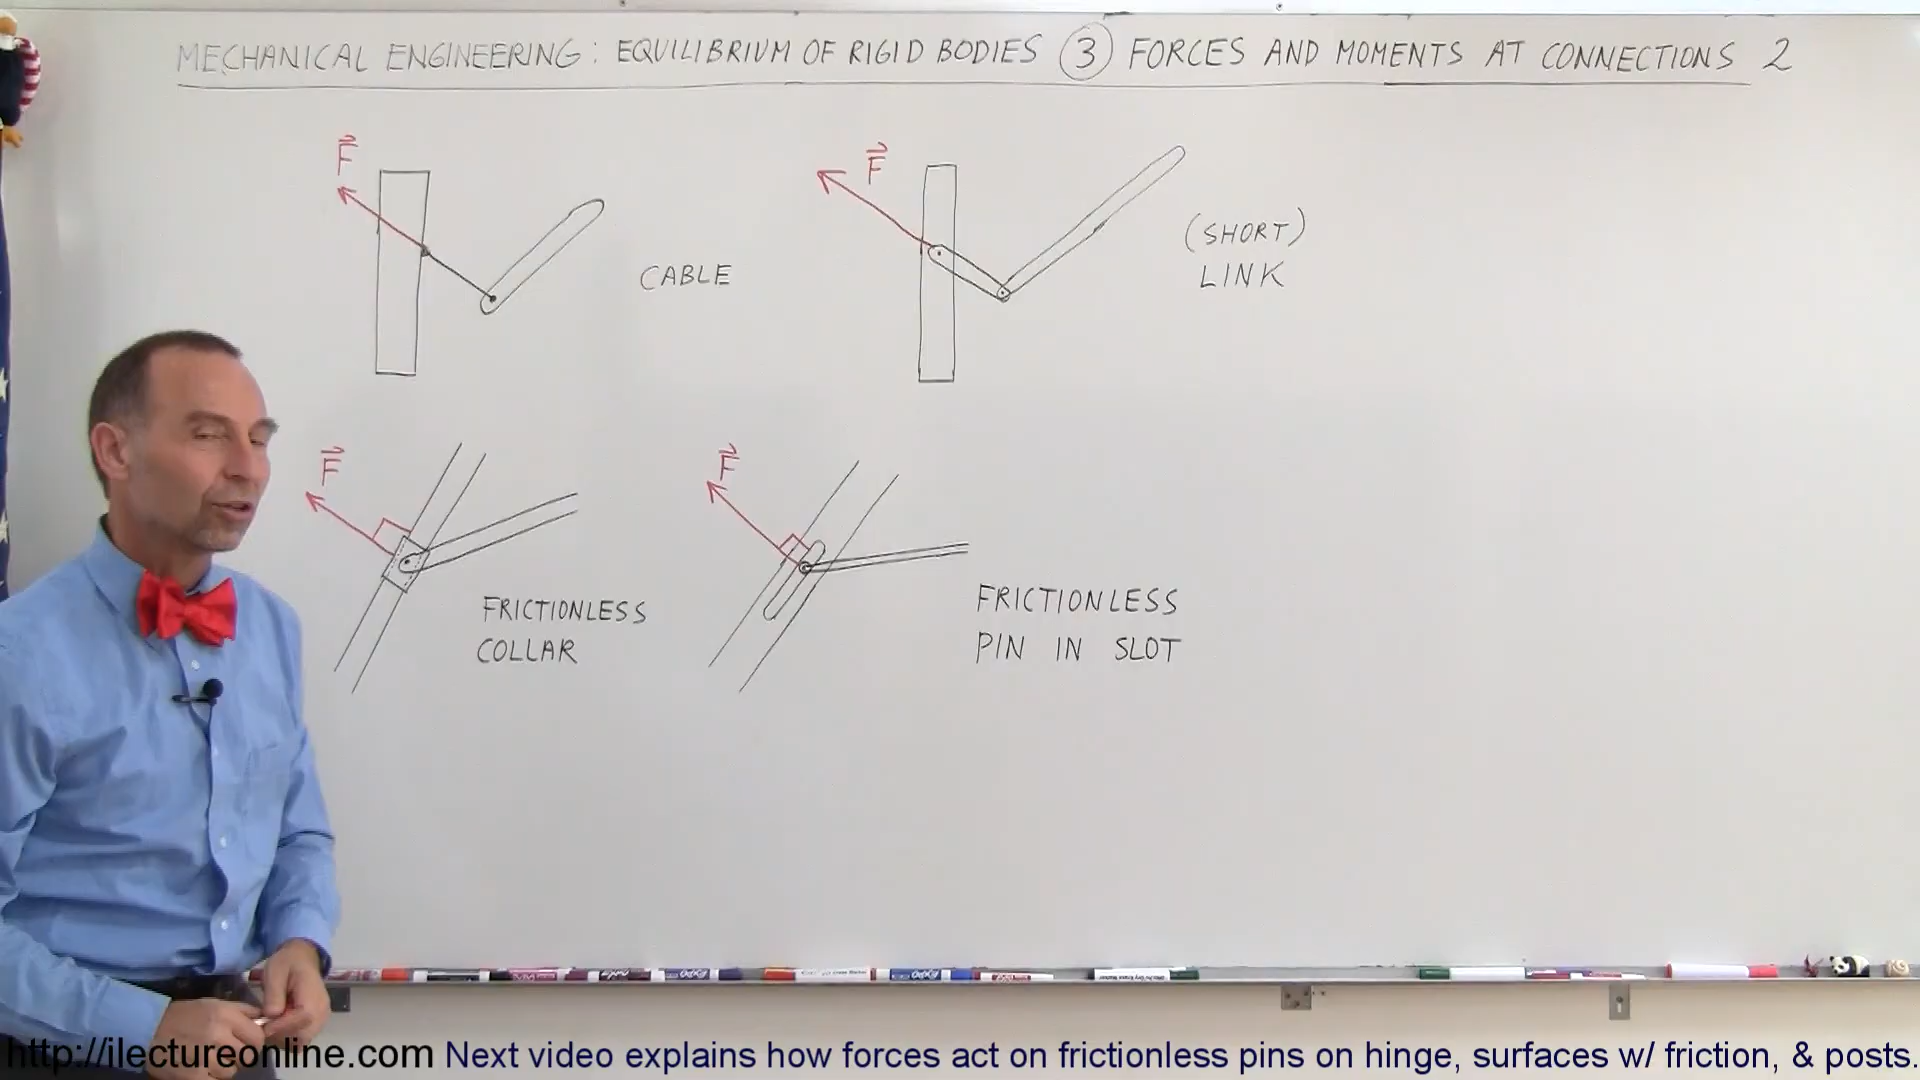 MECHANICAL ENGINEERING: EQUILIBRIUM OF RIGID BODIES ③ FORCES AND MOMENTS AT CONNECTIONS 2
F
F
CABLE
(SHORT)
LINK
F
F
FRICTIONLESS
COLLAR
FRICTIONLESS
PIN IN SLOT
http://ilectureonline.com Next video explains how forces act on frictionless pins on hinge, surfaces w/ friction, & posts.